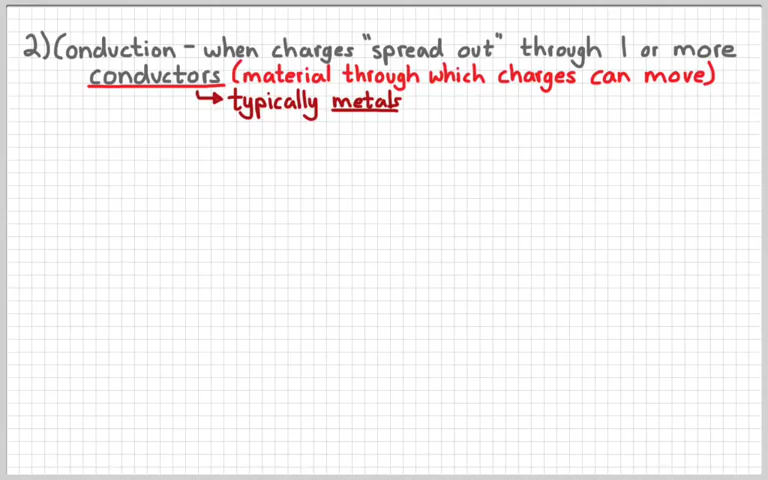 2) Conduction - when charges "spread out" through 1 or more
conductors (material through which charges can move)
↳ typically metals